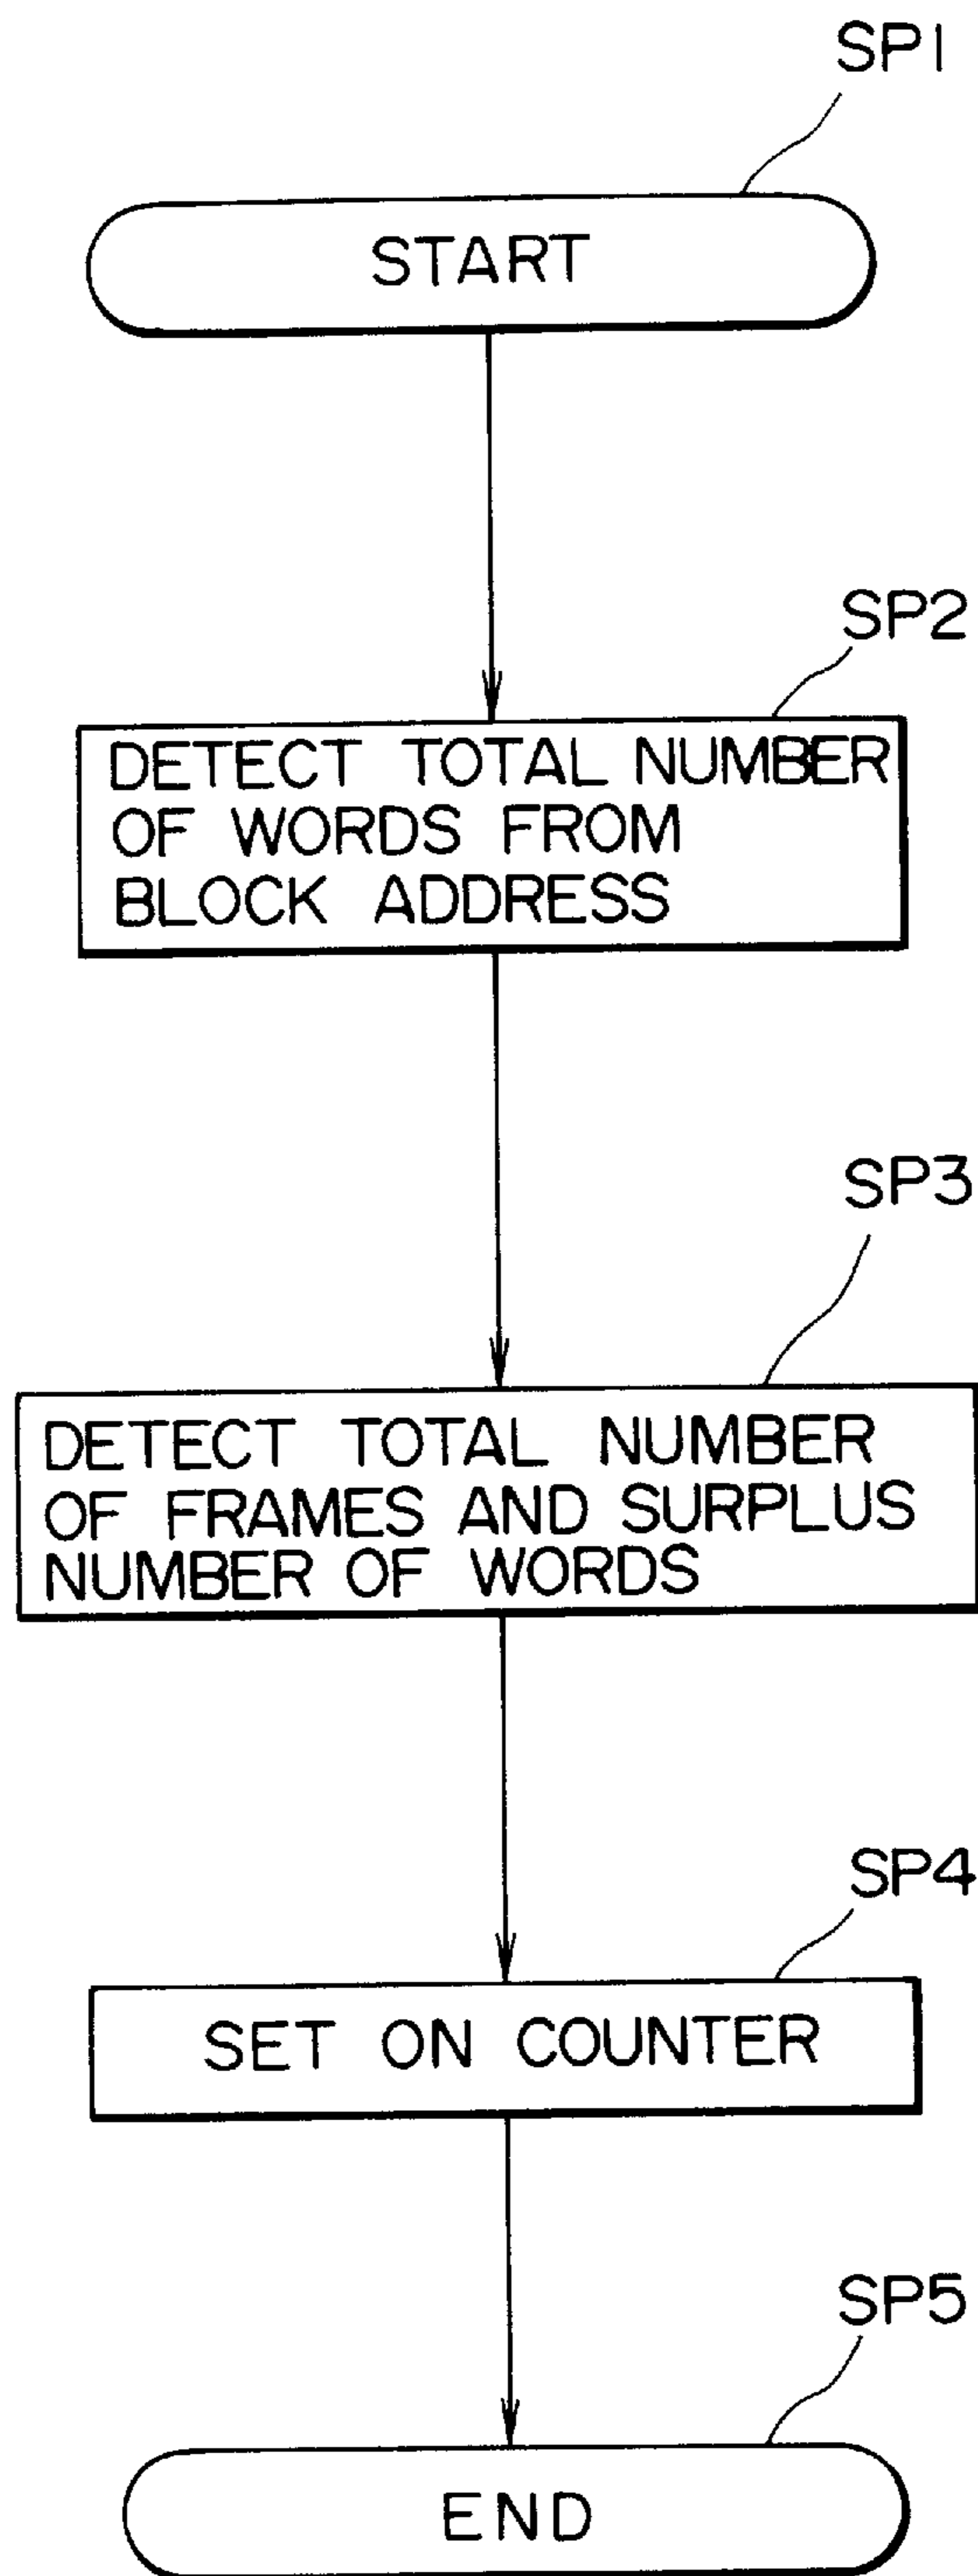 SP1
START
SP2
DETECT TOTAL NUMBER
OF WORDS FROM
BLOCK ADDRESS
SP3
DETECT TOTAL NUMBER
OF FRAMES AND SURPLUS
NUMBER OF WORDS
SP4
SET ON COUNTER
SP5
END